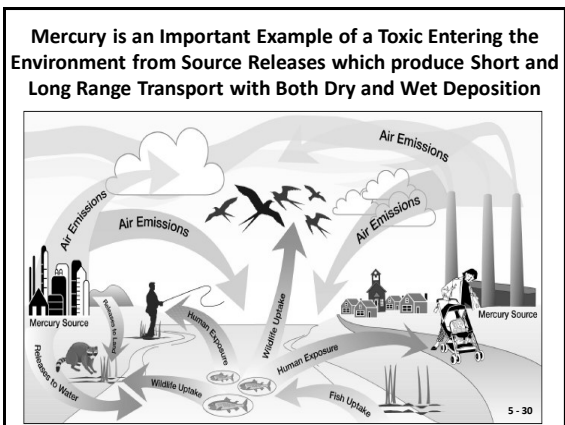 Mercury is an Important Example of a Toxic Entering the
Environment from Source Releases which produce Short and
Long Range Transport with Both Dry and Wet Deposition
Air Emissions
Air Emissions
Air Emissions
Air Emissions
Mercury Source
Mercury Source
Releases to Land
Releases to Water
Human Exposure
Wildlife Uptake
Human Exposure
Wildlife Uptake
Fish Uptake
5 - 30